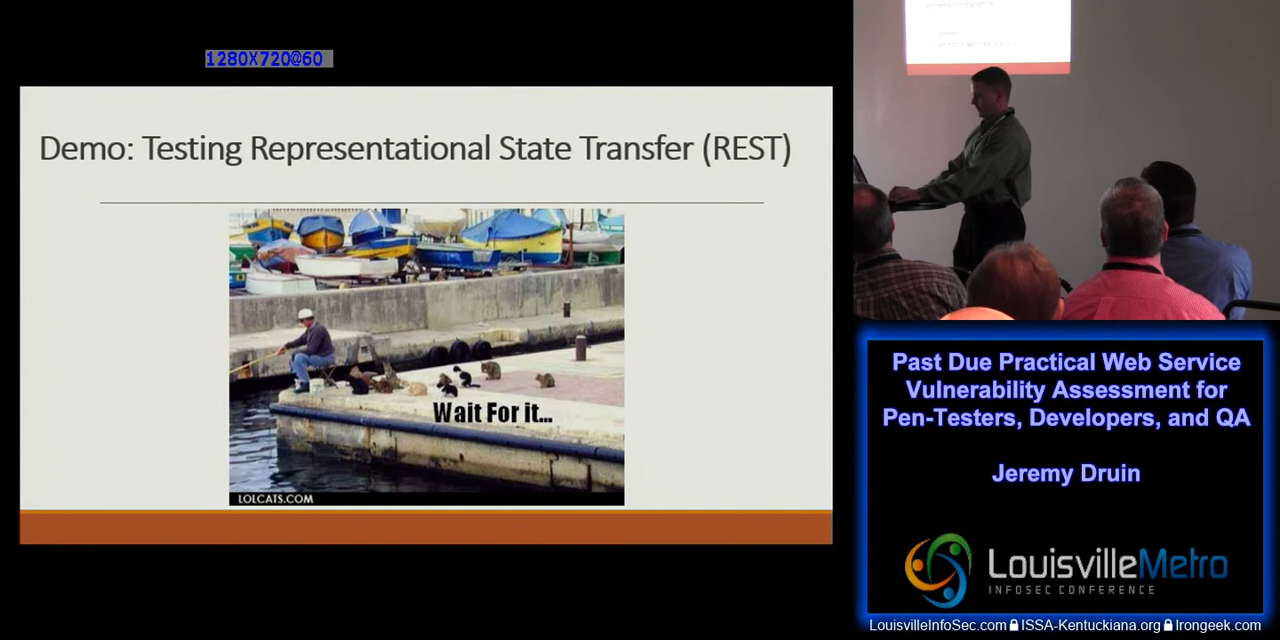 1280X720@60
Demo: Testing Representational State Transfer (REST)
Wait For it...
LOLCATS.COM
Past Due Practical Web Service
Vulnerability Assessment for
Pen-Testers, Developers, and QA
Jeremy Druin
LouisvilleMetro
INFOSEC CONFERENCE
LouisvilleInfoSec.com ISSA-Kentuckiana.org Irongeek.com